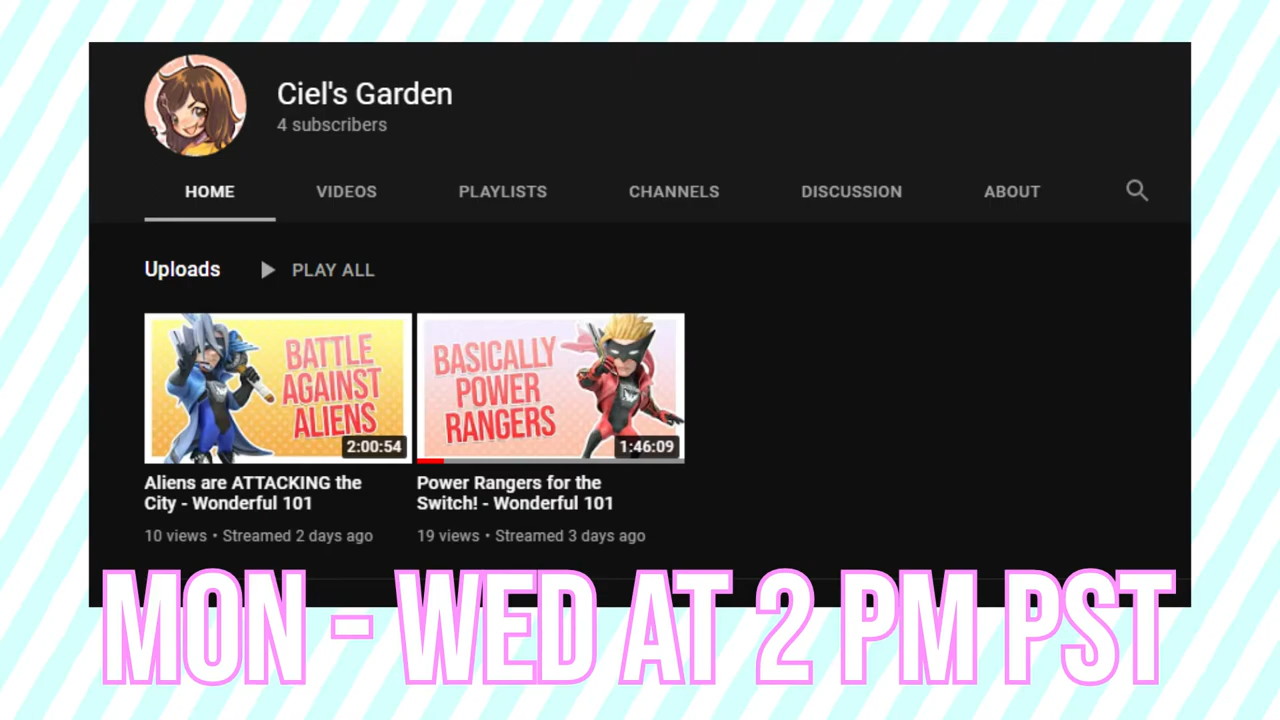 Ciel's Garden
4 subscribers
HOME VIDEOS PLAYLISTS CHANNELS DISCUSSION ABOUT
Uploads PLAY ALL
BATTLE
AGAINST
ALIENS
2:00:54
BASICALLY
POWER
RANGERS
1:46:09
Aliens are ATTACKING the
City - Wonderful 101
10 views • Streamed 2 days ago
Power Rangers for the
Switch! - Wonderful 101
19 views • Streamed 3 days ago
MON - WED AT 2 PM PST